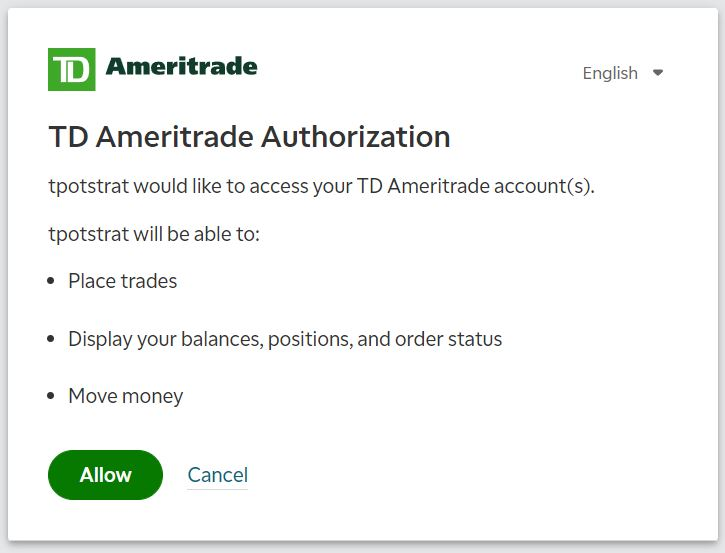 TD Ameritrade
English
TD Ameritrade Authorization
tpotstrat would like to access your TD Ameritrade account(s).
tpotstrat will be able to:
• Place trades
• Display your balances, positions, and order status
• Move money
Allow Cancel